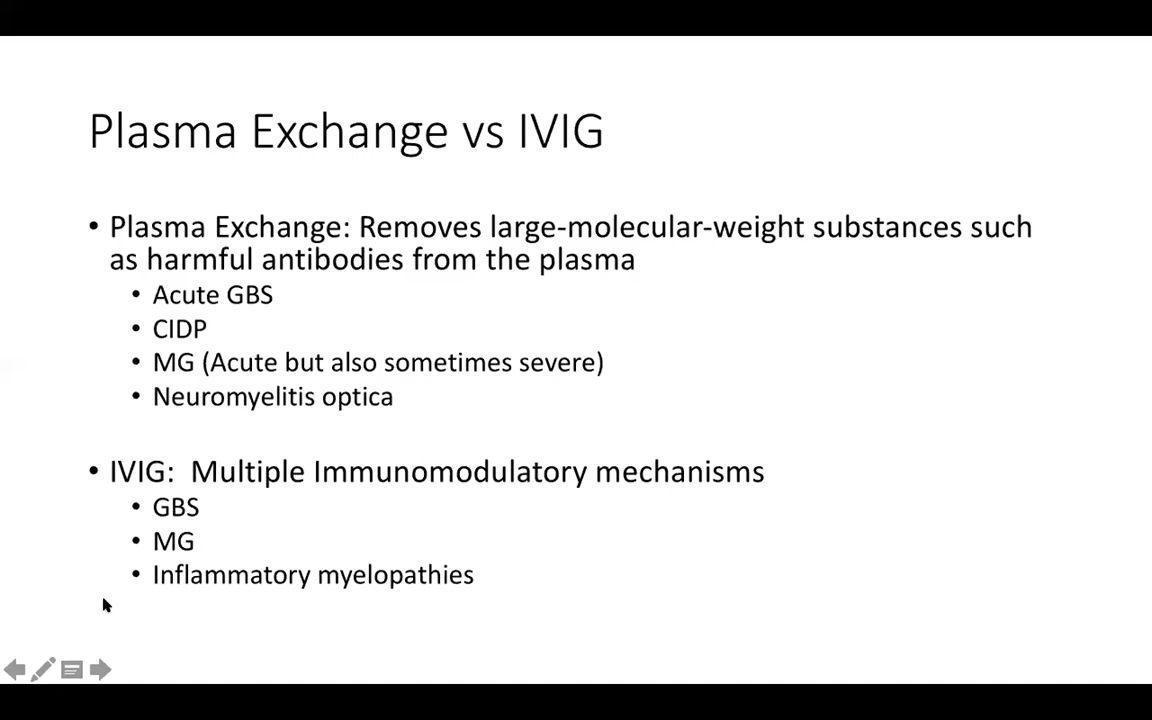 Plasma Exchange vs IVIG
• Plasma Exchange: Removes large-molecular-weight substances such
as harmful antibodies from the plasma
• Acute GBS
• CIDP
• MG (Acute but also sometimes severe)
• Neuromyelitis optica
• IVIG:  Multiple Immunomodulatory mechanisms
• GBS
• MG
• Inflammatory myelopathies